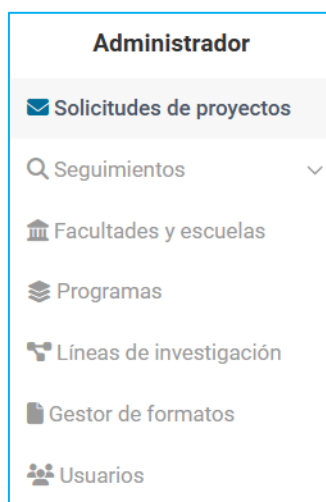 Administrador
Solicitudes de proyectos
Seguimientos
Facultades y escuelas
Programas
Líneas de investigación
Gestor de formatos
Usuarios